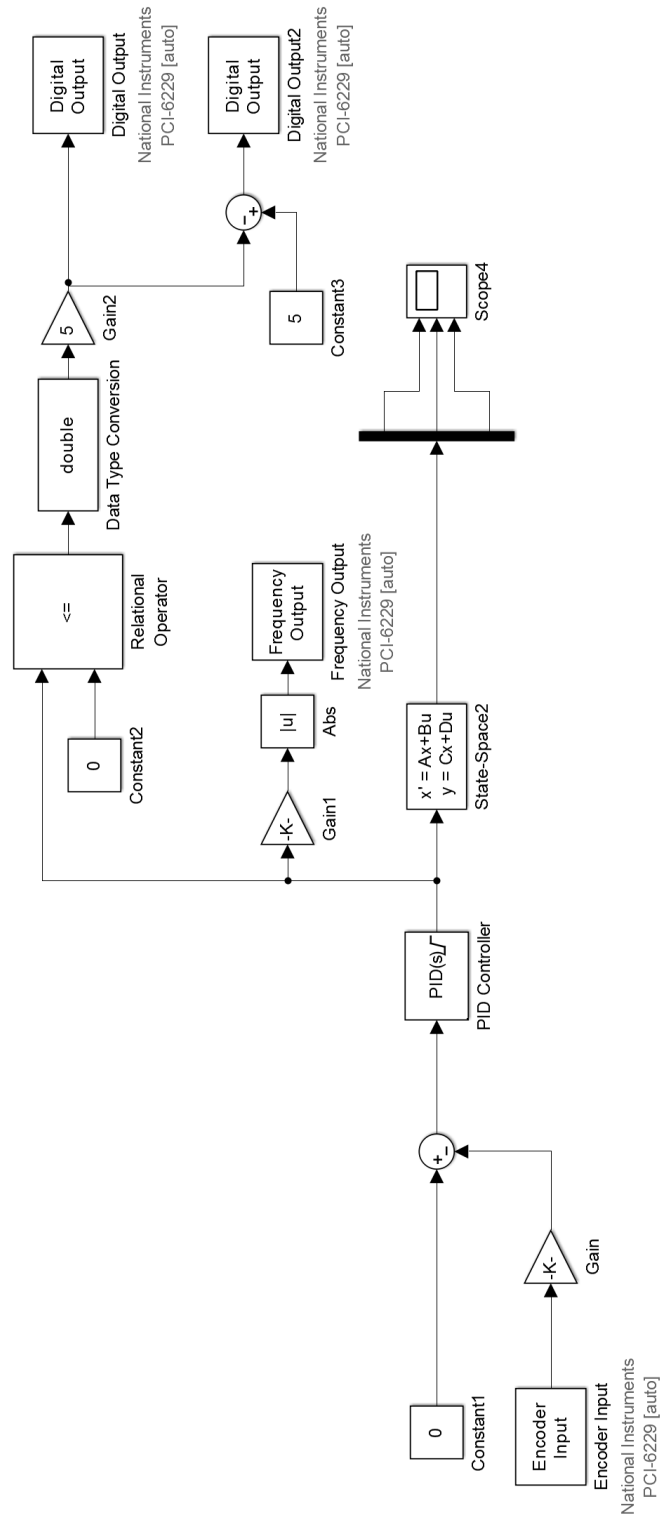 0
Constant1
Encoder
Input
Encoder Input
National Instruments
PCI-6229 [auto]
-K-
Gain
+
−
PID(s)
PID Controller
x' = Ax+Bu
y = Cx+Du
State-Space2
Scope4
-K-
Gain1
|u|
Abs
Frequency
Output
Frequency Output
National Instruments
PCI-6229 [auto]
0
Constant2
<=
Relational
Operator
double
Data Type Conversion
5
Gain2
5
Constant3
−
+
Digital
Output
Digital Output
National Instruments
PCI-6229 [auto]
Digital
Output
Digital Output2
National Instruments
PCI-6229 [auto]